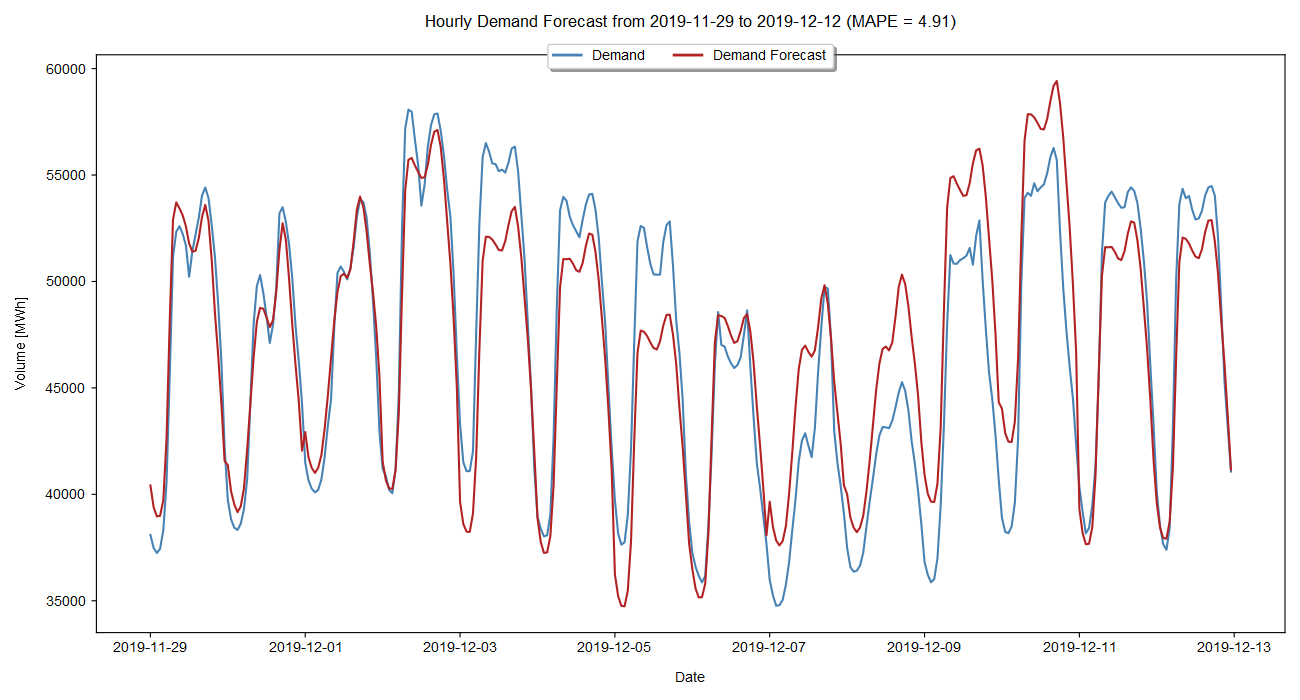 Hourly Demand Forecast from 2019-11-29 to 2019-12-12 (MAPE = 4.91)
Demand Demand Forecast
60000
55000
50000
45000
40000
35000
Volume [MWh]
2019-11-29 2019-12-01 2019-12-03 2019-12-05 2019-12-07 2019-12-09 2019-12-11 2019-12-13
Date